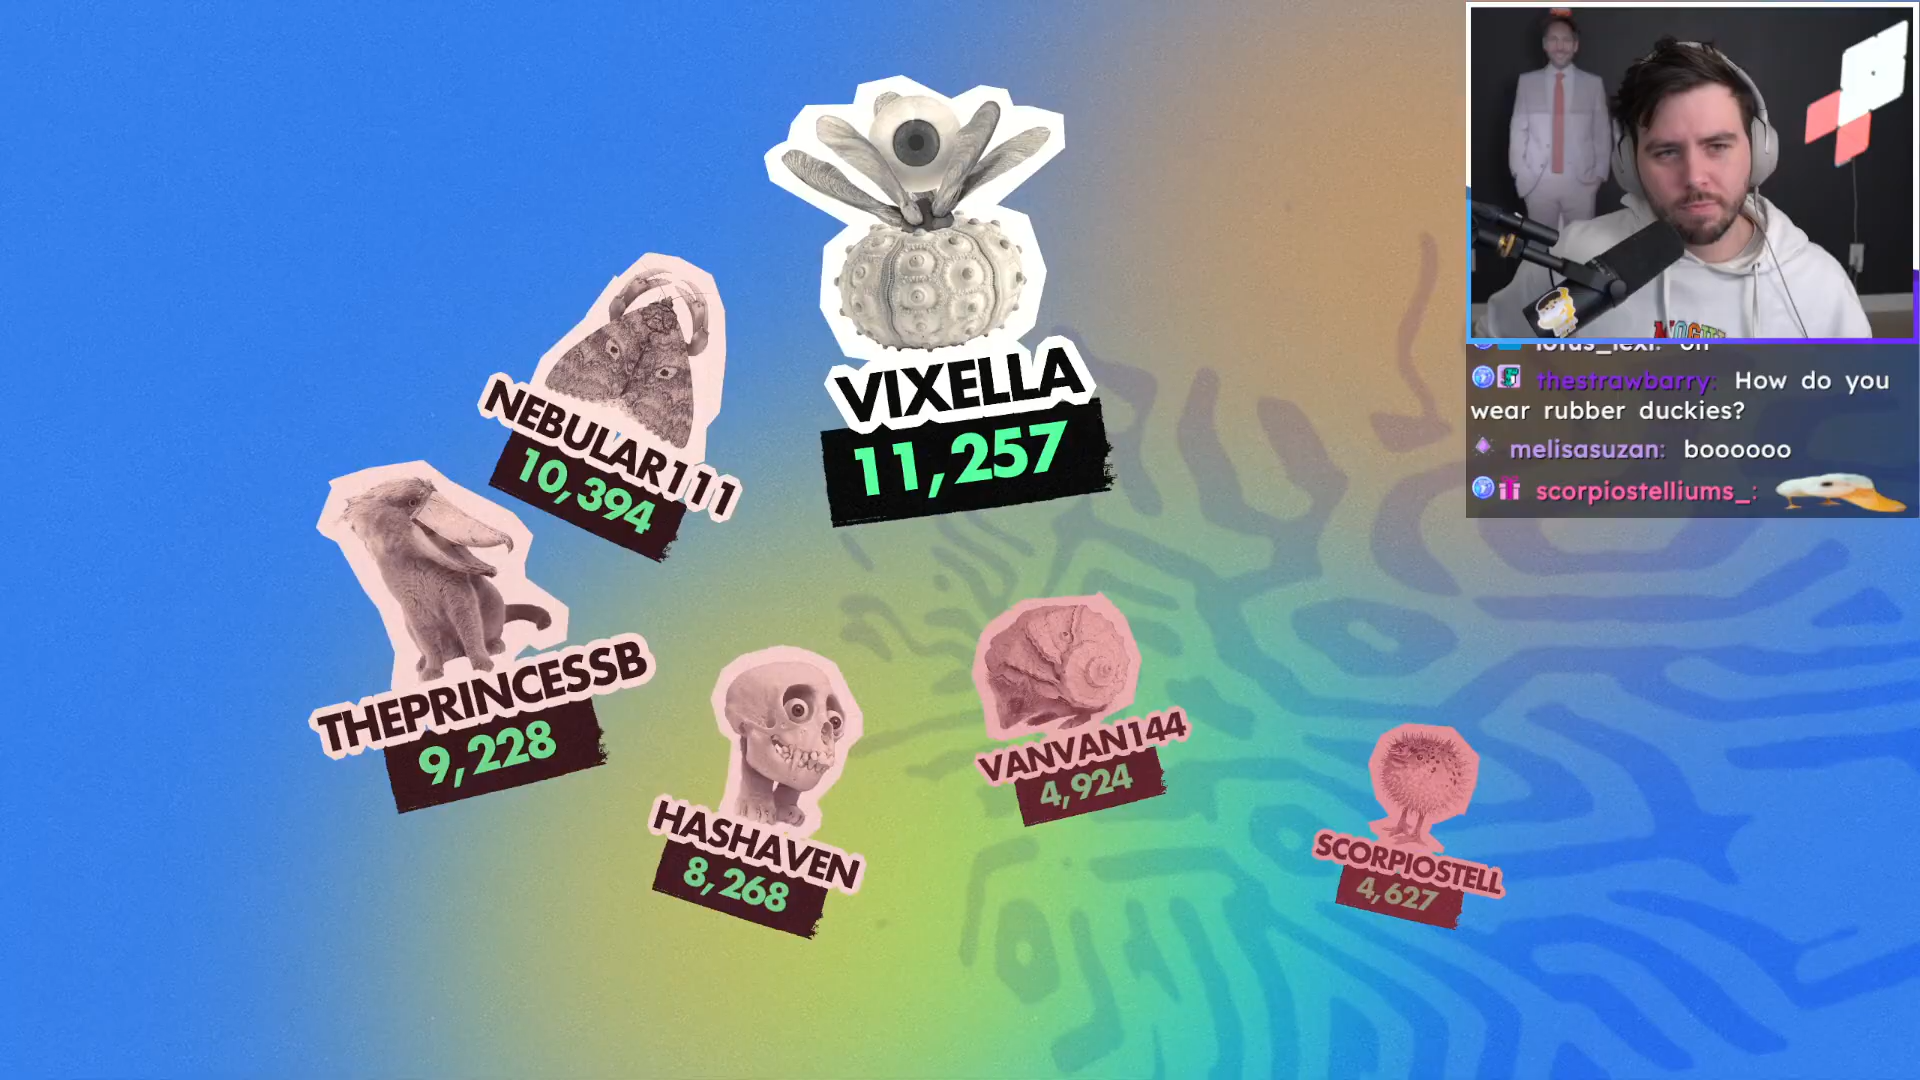 VIXELLA
11,257
NEBULAR111
10,394
THEPRINCESSB
9,228
HASHAVEN
8,268
VANVAN144
4,924
SCORPIOSTELL
4,627
thestrawbarry: How do you
wear rubber duckies?
melisasuzan: boooooo
scorpiostelliums_: